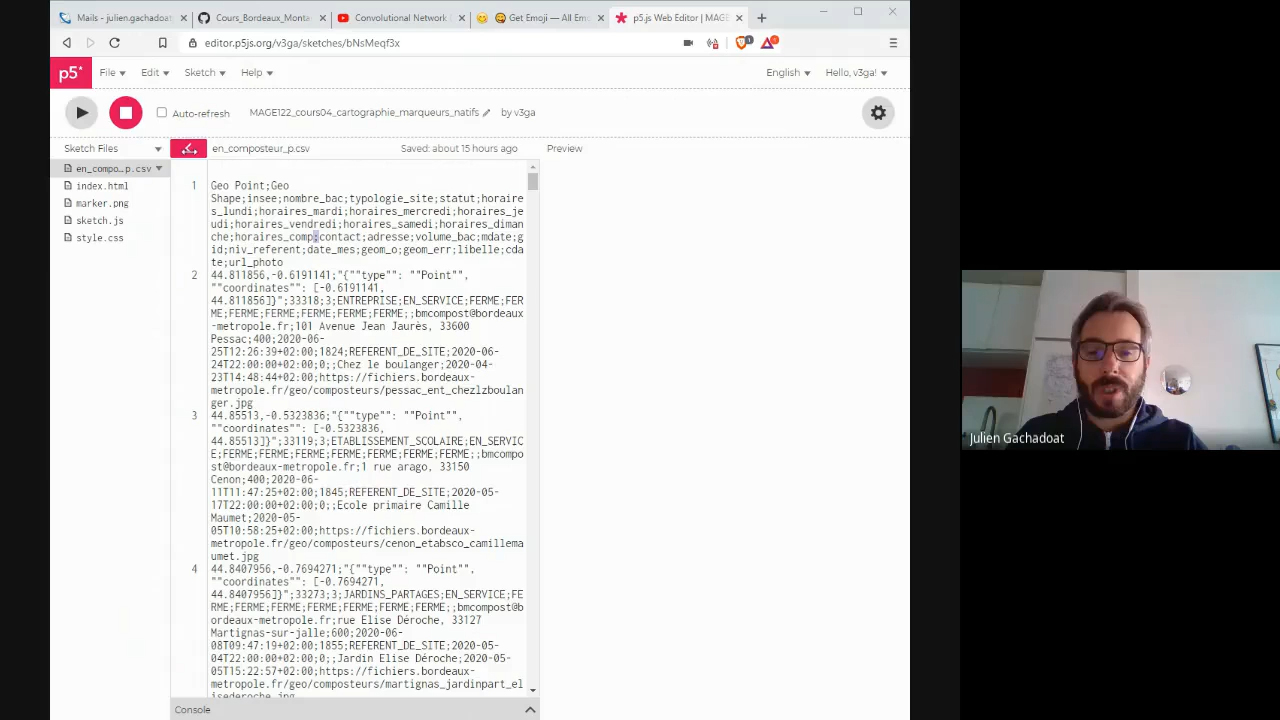 Mails - julien.gachadoat
Cours_Bordeaux_Monta
Convolutional Network
Get Emoji — All Emo
p5.js Web Editor | MAGE
editor.p5js.org/v3ga/sketches/bNsMeqf3x
p5*
File
Edit
Sketch
Help
English
Hello, v3ga!
Auto-refresh
MAGE122_cours04_cartographie_marqueurs_natifs
by v3ga
Sketch Files
en_composteur_p.csv
Saved: about 15 hours ago
Preview
en_compo…p.csv
index.html
marker.png
sketch.js
style.css
1
Geo Point;Geo
Shape;insee;nombre_bac;typologie_site;statut;horaire
s_lundi;horaires_mardi;horaires_mercredi;horaires_je
udi;horaires_vendredi;horaires_samedi;horaires_diman
che;horaires_comp;contact;adresse;volume_bac;mdate;g
id;niv_referent;date_mes;geom_o;geom_err;libelle;cda
te;url_photo
2
44.811856,-0.6191141;"{""type"": ""Point"",
""coordinates"": [-0.6191141,
44.811856]}";33318;3;ENTREPRISE;EN_SERVICE;FERME;FER
ME;FERME;FERME;FERME;FERME;FERME;;bmcompost@bordeaux
-metropole.fr;101 Avenue Jean Jaurès, 33600
Pessac;400;2020-06-
25T12:26:39+02:00;1824;REFERENT_DE_SITE;2020-06-
24T22:00:00+02:00;0;;Chez le boulanger;2020-04-
23T14:48:44+02:00;https://fichiers.bordeaux-
metropole.fr/geo/composteurs/pessac_ent_chezlzboulan
ger.jpg
3
44.85513,-0.5323836;"{""type"": ""Point"",
""coordinates"": [-0.5323836,
44.85513]}";33119;3;ETABLISSEMENT_SCOLAIRE;EN_SERVIC
E;FERME;FERME;FERME;FERME;FERME;FERME;FERME;;bmcompo
st@bordeaux-metropole.fr;1 rue arago, 33150
Cenon;400;2020-06-
11T11:47:25+02:00;1845;REFERENT_DE_SITE;2020-05-
17T22:00:00+02:00;0;;Ecole primaire Camille
Maumet;2020-05-
05T10:58:25+02:00;https://fichiers.bordeaux-
metropole.fr/geo/composteurs/cenon_etabsco_camillema
umet.jpg
4
44.8407956,-0.7694271;"{""type"": ""Point"",
""coordinates"": [-0.7694271,
44.8407956]}";33273;3;JARDINS_PARTAGES;EN_SERVICE;FE
RME;FERME;FERME;FERME;FERME;FERME;FERME;;bmcompost@b
ordeaux-metropole.fr;rue Elise Déroche, 33127
Martignas-sur-jalle;600;2020-06-
08T09:47:19+02:00;1855;REFERENT_DE_SITE;2020-05-
04T22:00:00+02:00;0;;Jardin Elise Déroche;2020-05-
05T15:22:57+02:00;https://fichiers.bordeaux-
metropole.fr/geo/composteurs/martignas_jardinpart_el
isederoche.jpg
Console
Julien Gachadoat